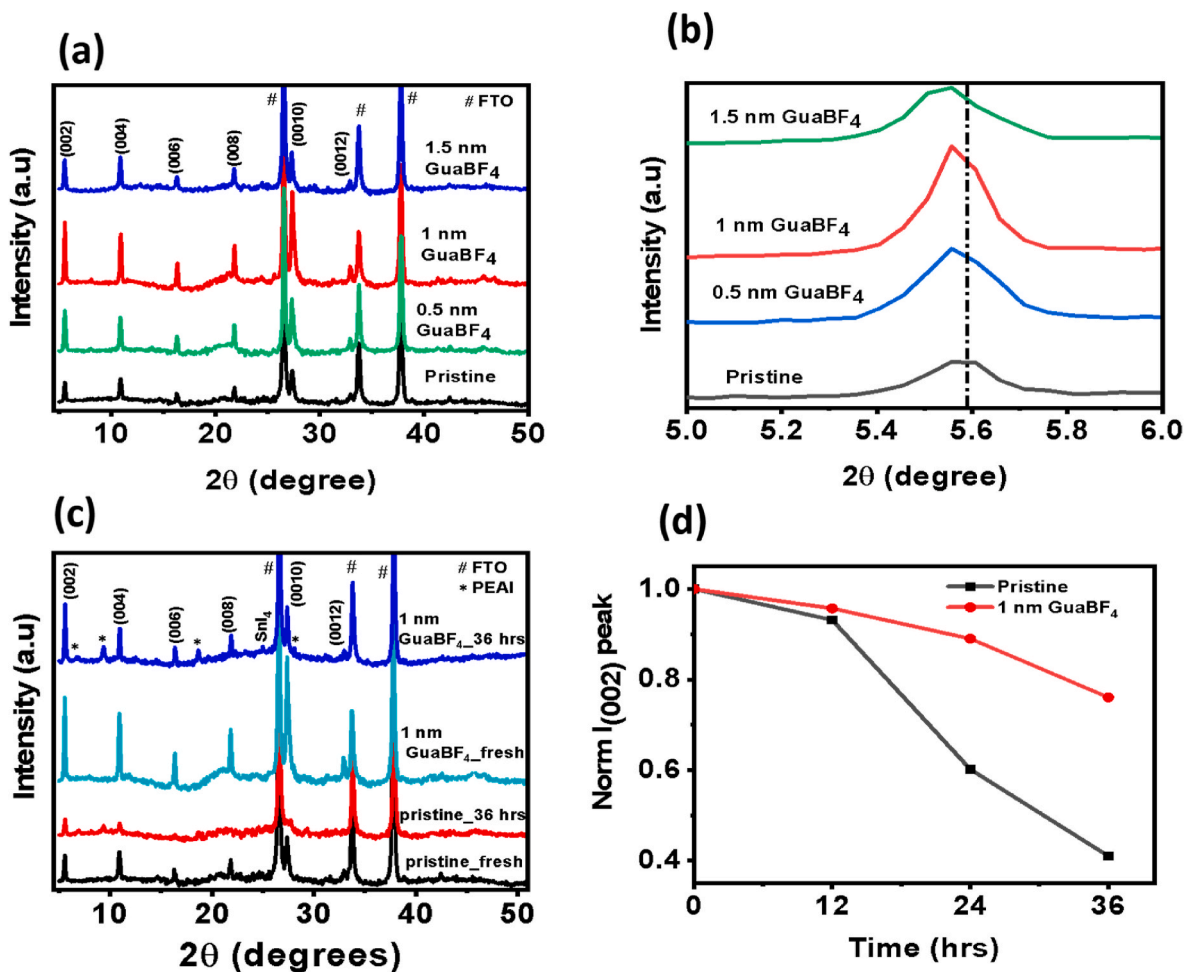 (a)
# # #
# FTO
(002) (004) (006) (008) (0010) (0012)
1.5 nm
GuaBF4
1 nm
GuaBF4
0.5 nm
GuaBF4
Pristine
Intensity (a.u)
10 20 30 40 50
2θ (degree)
(b)
1.5 nm GuaBF4
1 nm GuaBF4
0.5 nm GuaBF4
Pristine
Intensity (a.u)
5.0 5.2 5.4 5.6 5.8 6.0
2θ (degree)
(c)
# # #
# FTO
* PEAI
(002) (004) (006) (008) SnI4 (0010) (0012)
* * * *
1 nm
GuaBF4_36 hrs
1 nm
GuaBF4_fresh
pristine_36 hrs
pristine_fresh
Intensity (a.u)
10 20 30 40 50
2θ (degrees)
(d)
Pristine
1 nm GuaBF4
1.0
0.8
0.6
0.4
Norm I(002) peak
0 12 24 36
Time (hrs)